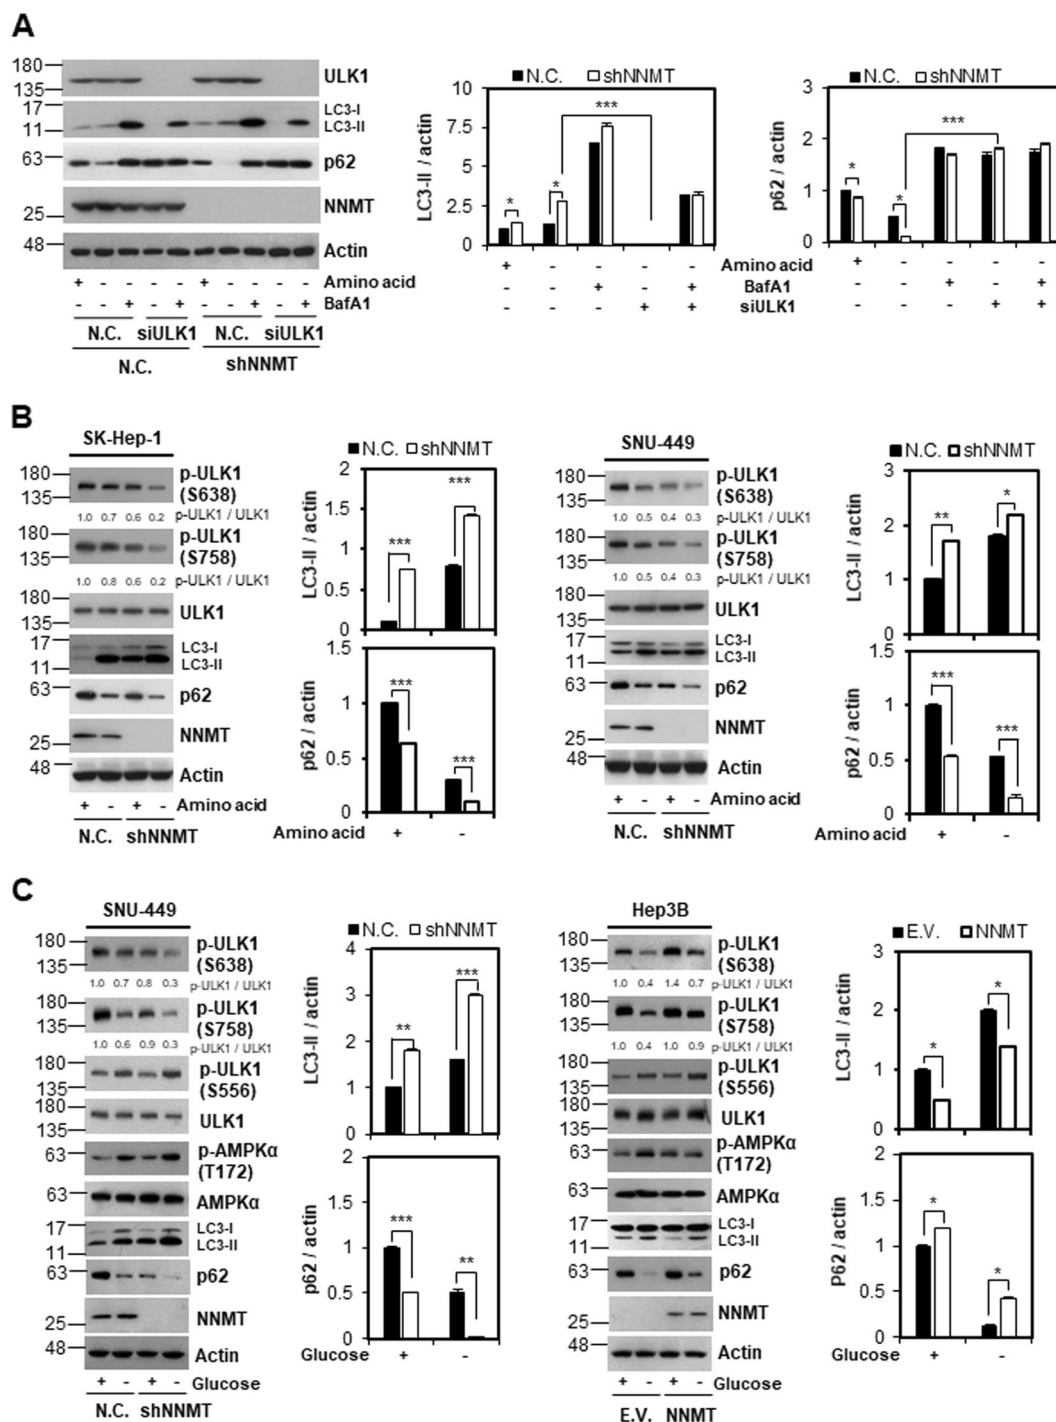 A
180
135
ULK1
17
11
LC3-I
LC3-II
63
p62
25
NNMT
48
Actin
+ - - - - + - - - - Amino acid
- - + - + - - + - + BafA1
N.C. siULK1 N.C. siULK1
N.C. shNNMT
N.C. shNNMT
LC3-II / actin
10
7.5
5
2.5
0
* * ***
N.C. shNNMT
p62 / actin
3
2
1
0
* * ***
Amino acid
+ - - - -
BafA1
- - + - +
siULK1
- - - + +
B
SK-Hep-1
180
135
p-ULK1
(S638)
1.0 0.7 0.6 0.2 p-ULK1 / ULK1
180
135
p-ULK1
(S758)
1.0 0.8 0.6 0.2 p-ULK1 / ULK1
180
135
ULK1
17
11
LC3-I
LC3-II
63
p62
25
NNMT
48
Actin
+ - + - Amino acid
N.C. shNNMT
N.C. shNNMT
LC3-II / actin
2
1.5
1
0.5
0
*** ***
p62 / actin
1.5
1
0.5
0
*** ***
Amino acid + -
SNU-449
180
135
p-ULK1
(S638)
1.0 0.5 0.4 0.3 p-ULK1 / ULK1
180
135
p-ULK1
(S758)
1.0 0.5 0.4 0.3 p-ULK1 / ULK1
180
135
ULK1
17
11
LC3-I
LC3-II
63
p62
25
NNMT
48
Actin
+ - + - Amino acid
N.C. shNNMT
N.C. shNNMT
LC3-II / actin
3
2
1
0
** *
p62 / actin
1.5
1
0.5
0
*** ***
Amino acid + -
C
SNU-449
180
135
p-ULK1
(S638)
1.0 0.7 0.8 0.3 p-ULK1 / ULK1
180
135
p-ULK1
(S758)
1.0 0.6 0.9 0.3 p-ULK1 / ULK1
180
135
p-ULK1
(S556)
180
135
ULK1
63
p-AMPKα
(T172)
63
AMPKα
17
11
LC3-I
LC3-II
63
p62
25
NNMT
48
Actin
+ - + - Glucose
N.C. shNNMT
N.C. shNNMT
LC3-II / actin
4
3
2
1
0
** ***
p62 / actin
2
1.5
1
0.5
0
*** **
Glucose + -
Hep3B
180
135
p-ULK1
(S638)
1.0 0.4 1.4 0.7 p-ULK1 / ULK1
180
135
p-ULK1
(S758)
1.0 0.4 1.0 0.9 p-ULK1 / ULK1
180
135
p-ULK1
(S556)
180
135
ULK1
63
p-AMPKα
(T172)
63
AMPKα
17
11
LC3-I
LC3-II
63
p62
25
NNMT
48
Actin
+ - + - Glucose
E.V. NNMT
E.V. NNMT
LC3-II / actin
3
2
1
0
* *
P62 / actin
2
1.5
1
0.5
0
* *
Glucose + -